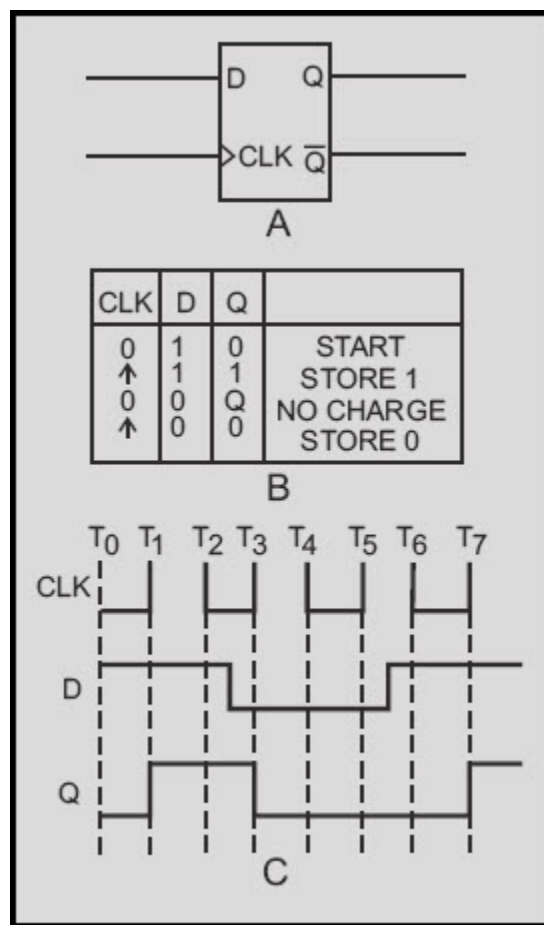 D Q
CLK Q̅
A
CLK D Q
0 1 0 START
↑ 1 1 STORE 1
0 0 Q NO CHARGE
↑ 0 0 STORE 0
B
T0 T1 T2 T3 T4 T5 T6 T7
CLK
D
Q
C